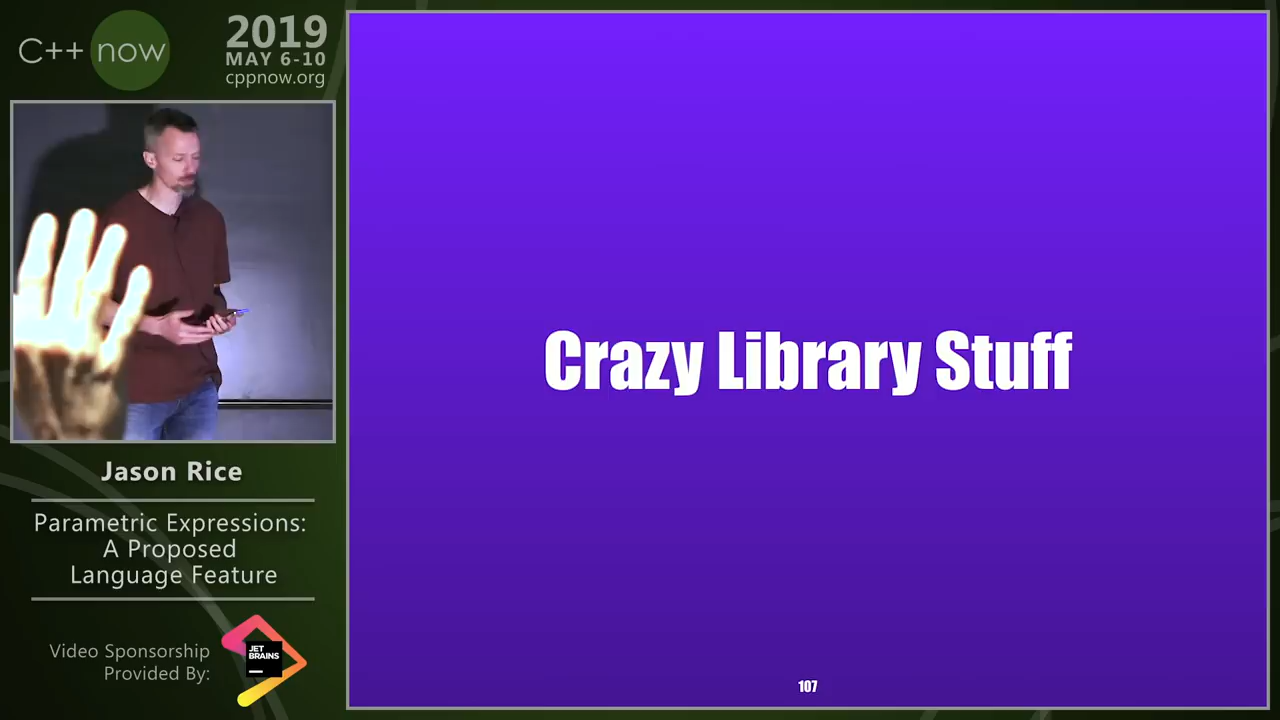 C++ now
2019
MAY 6-10
cppnow.org
Crazy Library Stuff
Jason Rice
Parametric Expressions:
A Proposed
Language Feature
Video Sponsorship
Provided By:
JET
BRAINS
107